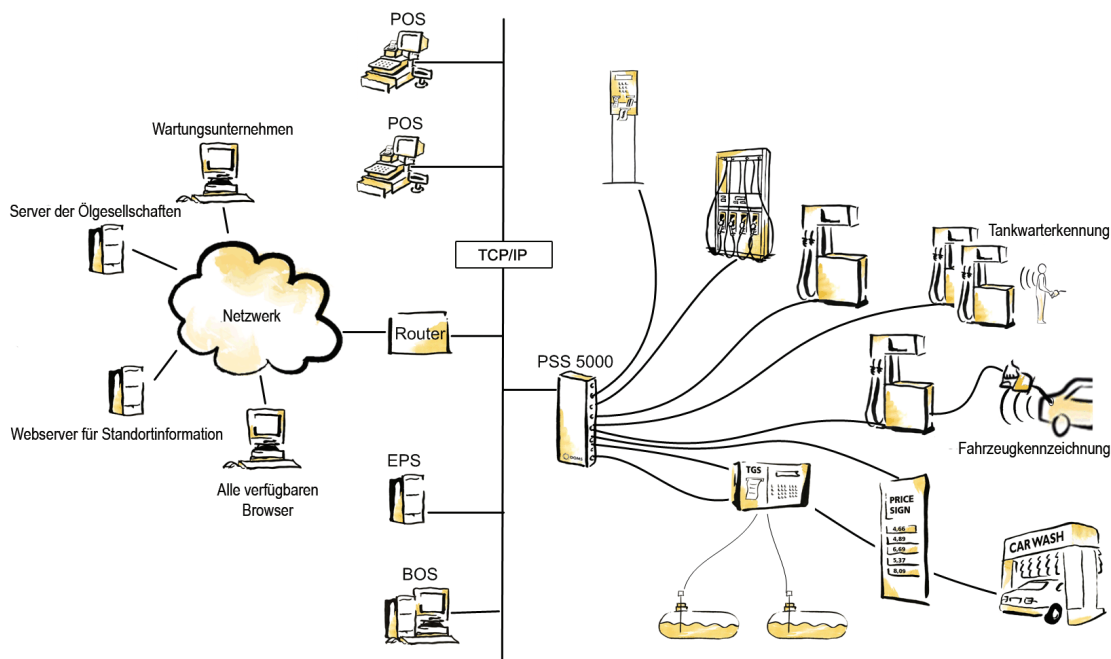 POS
POS
Wartungsunternehmen
Server der Ölgesellschaften
Netzwerk
Router
TCP/IP
Webserver für Standortinformation
Alle verfügbaren
Browser
EPS
BOS
PSS 5000
DOMS
Tankwarterkennung
Fahrzeugkennzeichnung
TGS
PRICE
SIGN
4.66
4.89
6.69
5.37
8.09
CAR WASH